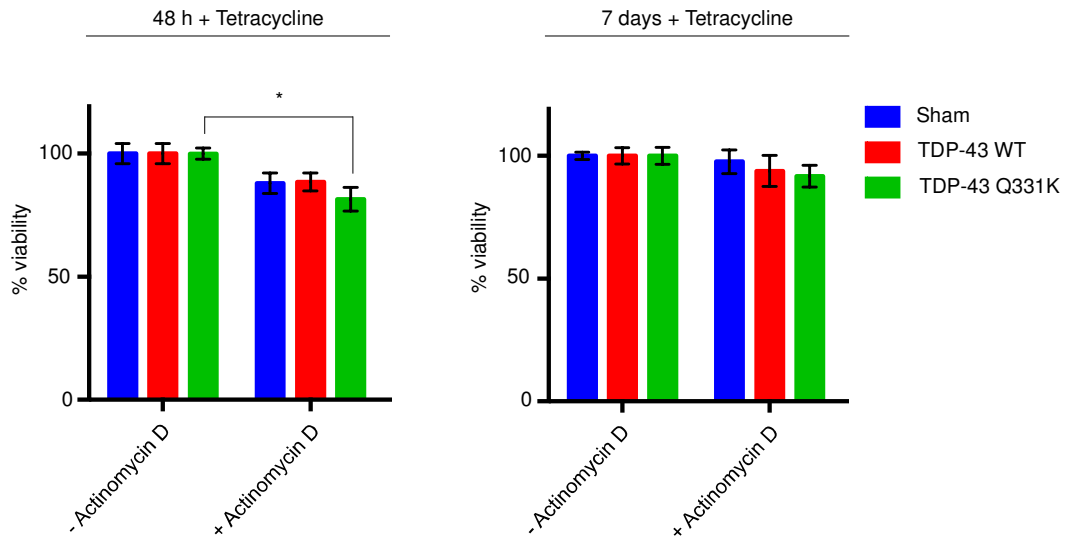 48 h + Tetracycline
*
% viability
100
50
0
- Actinomycin D
+ Actinomycin D
7 days + Tetracycline
% viability
100
50
0
- Actinomycin D
+ Actinomycin D
Sham
TDP-43 WT
TDP-43 Q331K